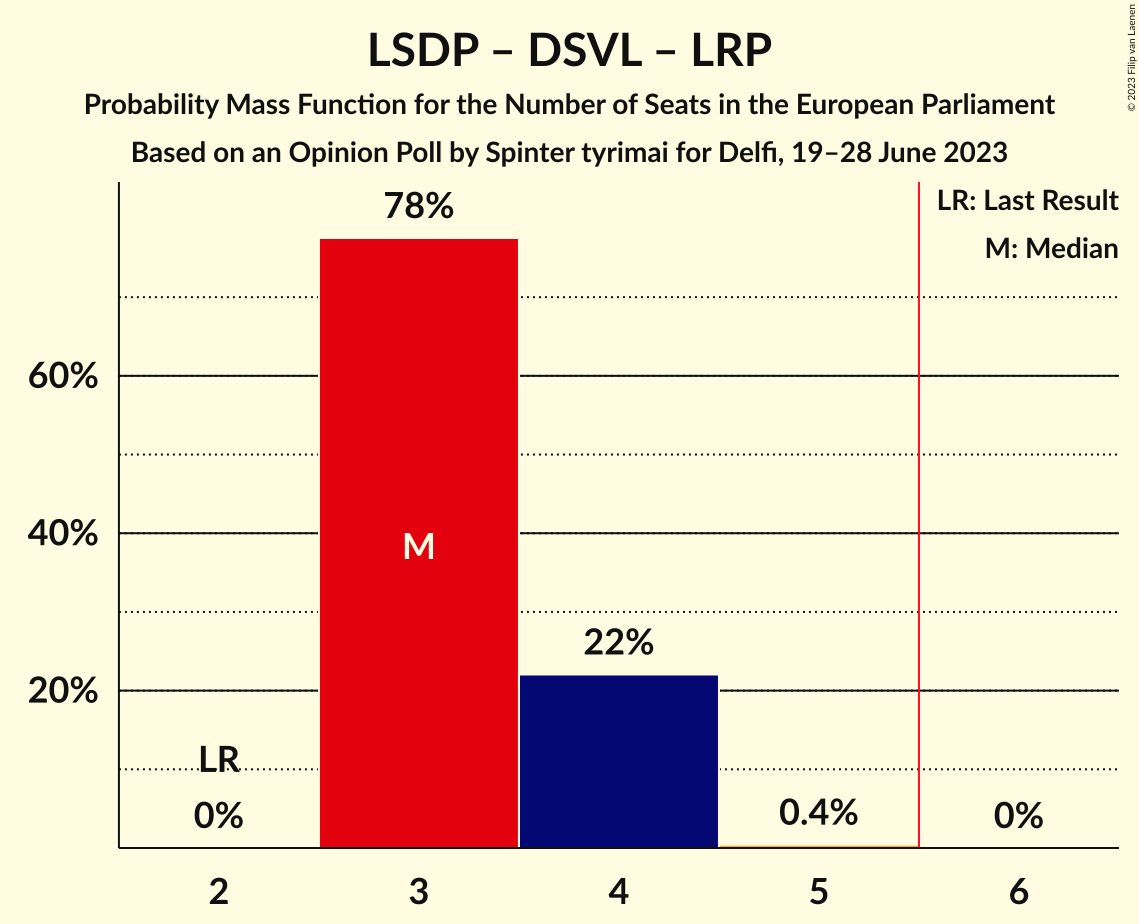 LSDP – DSVL – LRP
Probability Mass Function for the Number of Seats in the European Parliament
Based on an Opinion Poll by Spinter tyrimai for Delfi, 19–28 June 2023
© 2023 Filip van Laenen
LR: Last Result
M: Median
78%
60%
M
40%
22%
20%
LR
0%
0.4%
0%
2 3 4 5 6